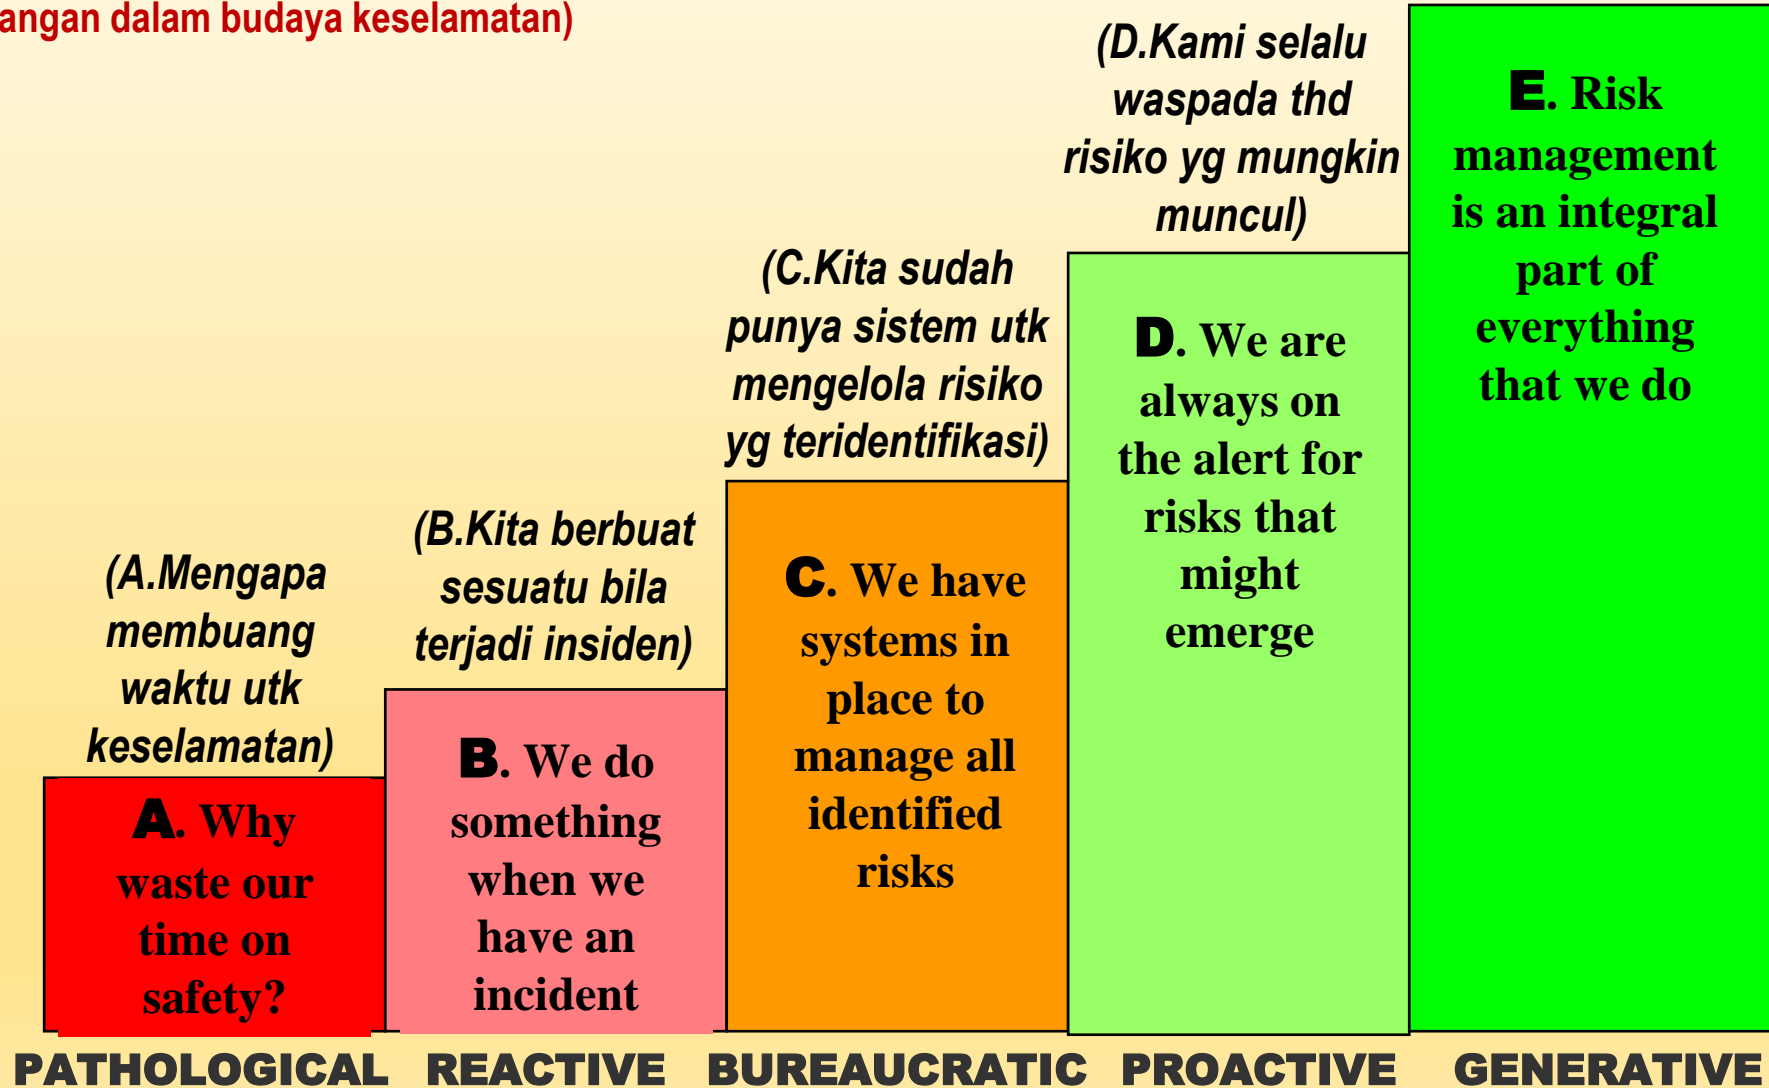 angan dalam budaya keselamatan)
(A.Mengapa
membuang
waktu utk
keselamatan)
A. Why
waste our
time on
safety?
(B.Kita berbuat
sesuatu bila
terjadi insiden)
B. We do
something
when we
have an
incident
(C.Kita sudah
punya sistem utk
mengelola risiko
yg teridentifikasi)
C. We have
systems in
place to
manage all
identified
risks
(D.Kami selalu
waspada thd
risiko yg mungkin
muncul)
D. We are
always on
the alert for
risks that
might
emerge
E. Risk
management
is an integral
part of
everything
that we do
PATHOLOGICAL REACTIVE BUREAUCRATIC PROACTIVE GENERATIVE